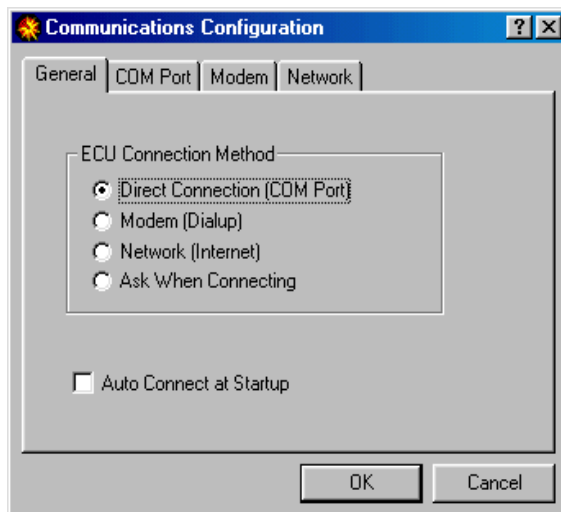 Communications Configuration
General COM Port Modem Network
ECU Connection Method
Direct Connection (COM Port)
Modem (Dialup)
Network (Internet)
Ask When Connecting
Auto Connect at Startup
OK Cancel